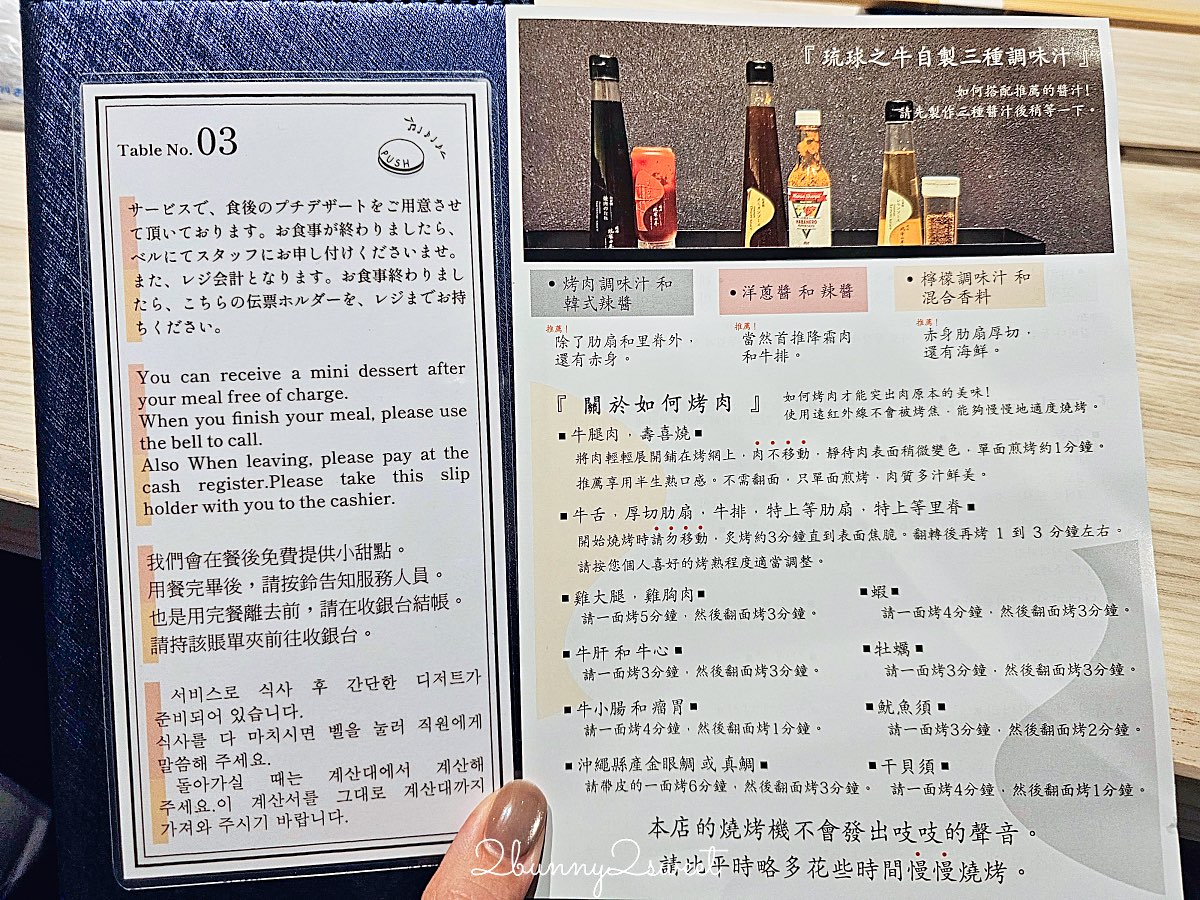 Table No. 03
PUSH
サービスで、食後のプチデザートをご用意させ
て頂いております。お食事が終わりましたら、
ベルにてスタッフにお申し付けくださいませ。
また、レジ会計となります。お食事終わりまし
たら、こちらの伝票ホルダーを、レジまでお持
ちください。
You can receive a mini dessert after
your meal free of charge.
When you finish your meal, please use
the bell to call.
Also When leaving, please pay at the
cash register.Please take this slip
holder with you to the cashier.
我們會在餐後免費提供小甜點。
用餐完畢後，請按鈴告知服務人員。
也是用完餐離去前，請在收銀台結帳。
請持該賬單夾前往收銀台。
서비스로 식사 후 간단한 디저트가
준비되어 있습니다.
식사를 다 마치시면 벨을 눌러 직원에게
말씀해 주세요.
돌아가실 때는 계산대에서 계산해
주세요.이 계산서를 그대로 계산대까지
가져와 주시기 바랍니다.
『琉球之牛自製三種調味汁』
如何搭配推薦的醬汁!
請先製作三種醬汁後稍等一下。
• 烤肉調味汁 和
韓式辣醬
推薦!
除了肋扇和里脊外，
還有赤身。
• 洋蔥醬 和 辣醬
推薦!
當然首推降霜肉
和牛排。
• 檸檬調味汁 和
混合香料
推薦!
赤身肋扇厚切，
還有海鮮。
『 關於如何烤肉 』
如何烤肉才能突出肉原本的美味!
使用遠紅外線不會被烤焦，能夠慢慢地適度燒烤。
■牛腿肉，壽喜燒■
將肉輕輕展開鋪在烤網上，肉不移動，靜待肉表面稍微變色，單面煎烤約1分鐘。
推薦享用半生熟口感。不需翻面，只單面煎烤，肉質多汁鮮美。
■牛舌，厚切肋扇，牛排，特上等肋扇，特上等里脊■
開始燒烤時請勿移動，炙烤約3分鐘直到表面焦脆。翻轉後再烤 1 到 3 分鐘左右。
請按您個人喜好的烤熟程度適當調整。
■雞大腿，雞胸肉■
請一面烤5分鐘，然後翻面烤3分鐘。
■蝦■
請一面烤4分鐘，然後翻面烤3分鐘。
■牛肝 和 牛心■
請一面烤3分鐘，然後翻面烤3分鐘。
■牡蠣■
請一面烤3分鐘，然後翻面烤3分鐘。
■牛小腸 和 瘤胃■
請一面烤4分鐘，然後翻面烤1分鐘。
■魷魚須■
請一面烤3分鐘，然後翻面烤2分鐘。
■沖繩縣産金眼鯛 或 真鯛■
請帶皮的一面烤6分鐘，然後翻面烤3分鐘。
■干貝須■
請一面烤4分鐘，然後翻面烤1分鐘。
本店的燒烤機不會發出吱吱的聲音。
請比平時略多花些時間慢慢燒烤。
2bunny2sweet